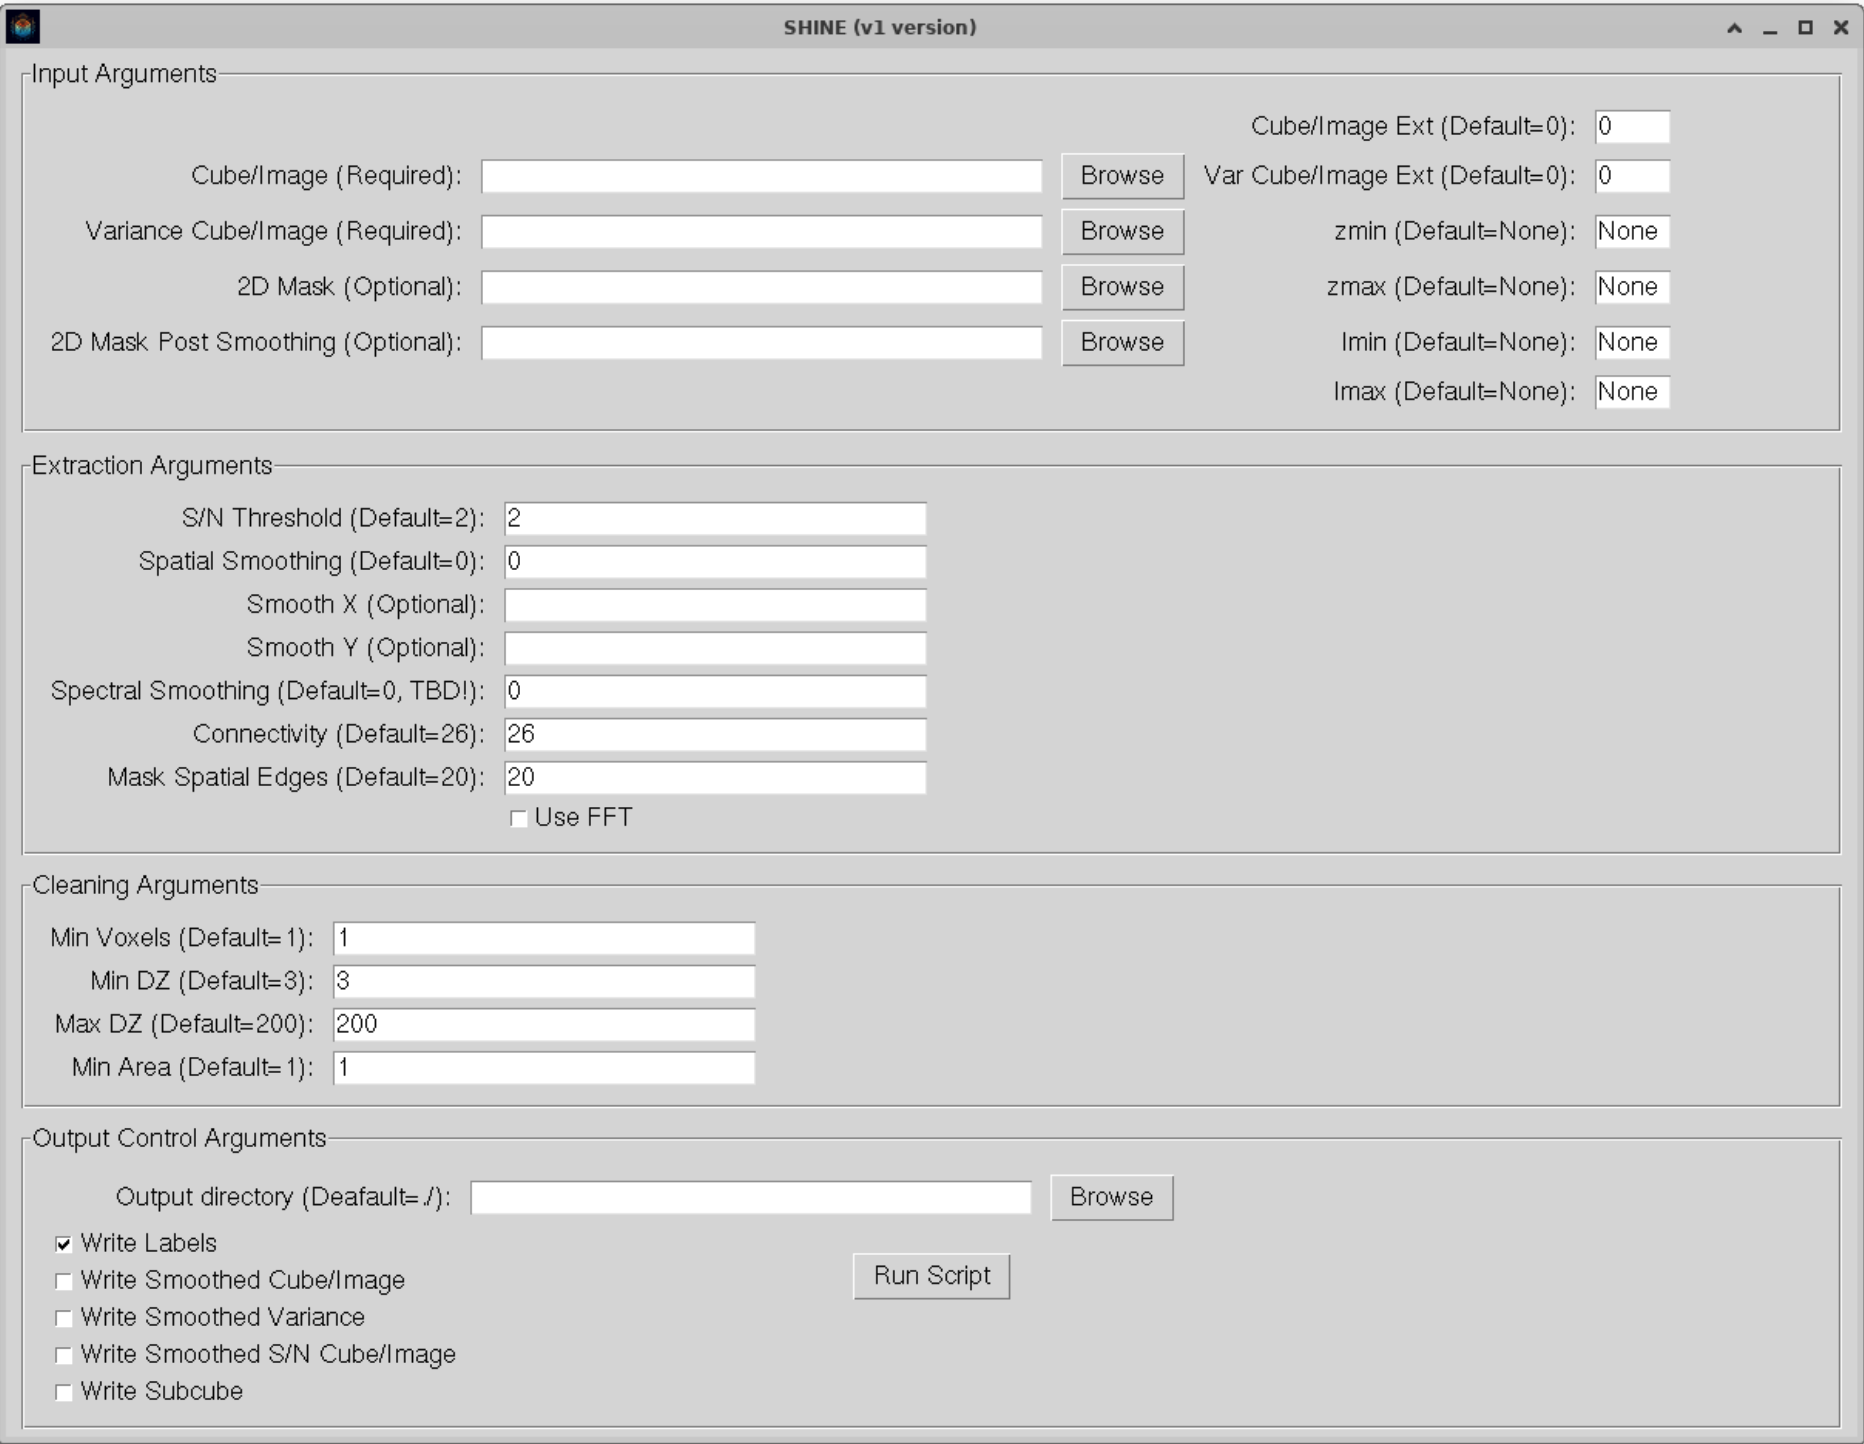 SHINE (v1 version)
Input Arguments
Cube/Image Ext (Default=0): 0
Cube/Image (Required): Browse Var Cube/Image Ext (Default=0): 0
Variance Cube/Image (Required): Browse zmin (Default=None): None
2D Mask (Optional): Browse zmax (Default=None): None
2D Mask Post Smoothing (Optional): Browse lmin (Default=None): None
lmax (Default=None): None
Extraction Arguments
S/N Threshold (Default=2): 2
Spatial Smoothing (Default=0): 0
Smooth X (Optional):
Smooth Y (Optional):
Spectral Smoothing (Default=0, TBD!): 0
Connectivity (Default=26): 26
Mask Spatial Edges (Default=20): 20
Use FFT
Cleaning Arguments
Min Voxels (Default=1): 1
Min DZ (Default=3): 3
Max DZ (Default=200): 200
Min Area (Default=1): 1
Output Control Arguments
Output directory (Deafault=./): Browse
Write Labels
Write Smoothed Cube/Image
Run Script
Write Smoothed Variance
Write Smoothed S/N Cube/Image
Write Subcube